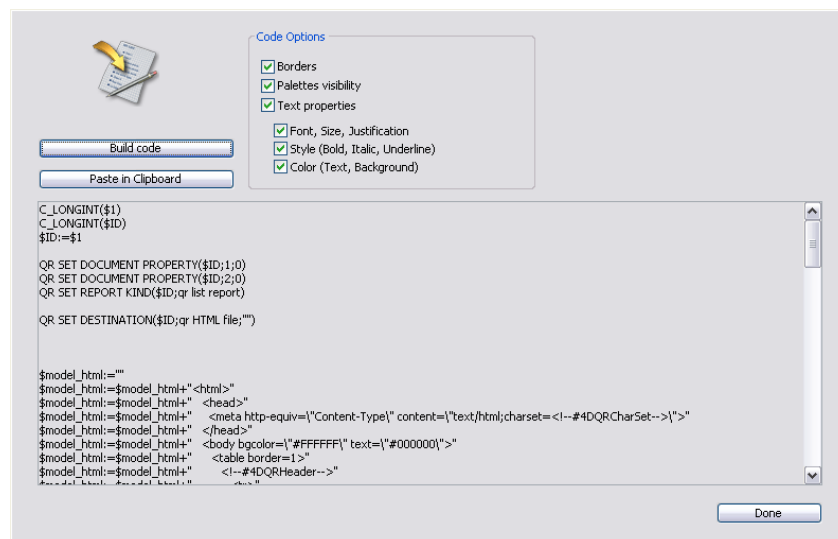 Code Options
Borders
Palettes visibility
Text properties
Font, Size, Justification
Style (Bold, Italic, Underline)
Color (Text, Background)
Build code
Paste in Clipboard
C_LONGINT($1)
C_LONGINT($ID)
$ID:=$1
QR SET DOCUMENT PROPERTY($ID;1;0)
QR SET DOCUMENT PROPERTY($ID;2;0)
QR SET REPORT KIND($ID;qr list report)
QR SET DESTINATION($ID;qr HTML file;"")
$model_html:=""
$model_html:=$model_html+"<html>"
$model_html:=$model_html+"   <head>"
$model_html:=$model_html+"     <meta http-equiv=\"Content-Type\" content=\"text/html;charset=<!--#4DQRCharSet-->\">"
$model_html:=$model_html+"   </head>"
$model_html:=$model_html+"   <body bgcolor=\"#FFFFFF\" text=\"#000000\">"
$model_html:=$model_html+"     <table border=1>"
$model_html:=$model_html+"       <!--#4DQRHeader-->"
Done